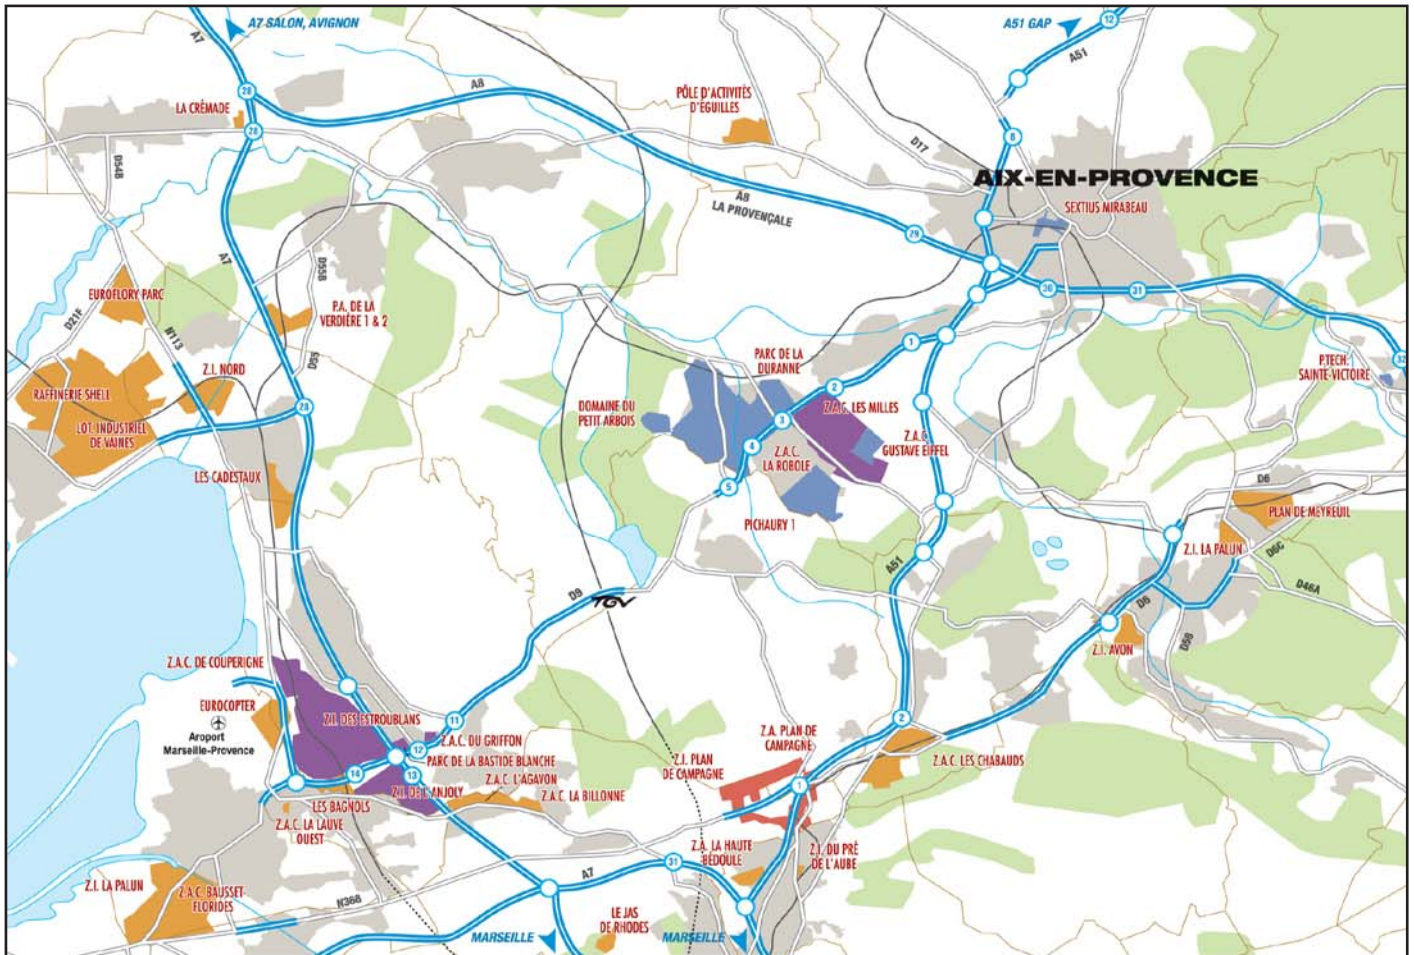 A7 SALON, AVIGNON
A51 GAP
12
A7
A51
28
A8
PÔLE D'ACTIVITÉS
D'ÉGUILLES
LA CRÉMADE
28
8
D17
D54B
AIX-EN-PROVENCE
A8
LA PROVENÇALE
SEXTIUS MIRABEAU
29
A7
D55B
EUROFLORY PARC
30
31
P.A. DE LA
VERDIÈRE 1 & 2
D21F
N113
1
PARC DE LA
DURANNE
32
P.TECH.
SAINTE-VICTOIRE
D55
Z.I. NORD
RAFFINERIE SHELL
2
28
DOMAINE DU
PETIT ARBOIS
Z.A.C. LES MILLES
3
LOT. INDUSTRIEL
DE VAINES
Z.A.C.
GUSTAVE EIFFEL
4
Z.A.C.
LA ROBOLE
LES CADESTAUX
D6
5
PLAN DE MEYREUIL
PICHAURY 1
Z.I. LA PALUN
D6C
A51
D46A
D9
TGV
D6
D58
Z.I. AVON
Z.A.C. DE COUPERIGNE
EUROCOPTER
Z.I. DES ESTROUBLANS
11
2
Aroport
Marseille-Provence
Z.A. PLAN DE
CAMPAGNE
Z.A.C. DU GRIFFON
12
PARC DE LA BASTIDE BLANCHE
Z.I. PLAN
DE CAMPAGNE
Z.A.C. LES CHABAUDS
14
13
Z.A.C. L'AGAVON
1
Z.I. DE L'ANJOLY
Z.A.C. LA BILLONNE
LES BAGNOLS
Z.A.C. LA LAUVE
OUEST
Z.A. LA HAUTE
BÉDOULE
Z.I. DU PRÉ
DE L'AUBE
31
A7
Z.I. LA PALUN
Z.A.C. BAUSSET
FLORIDES
N368
LE JAS
DE RHODES
MARSEILLE
MARSEILLE